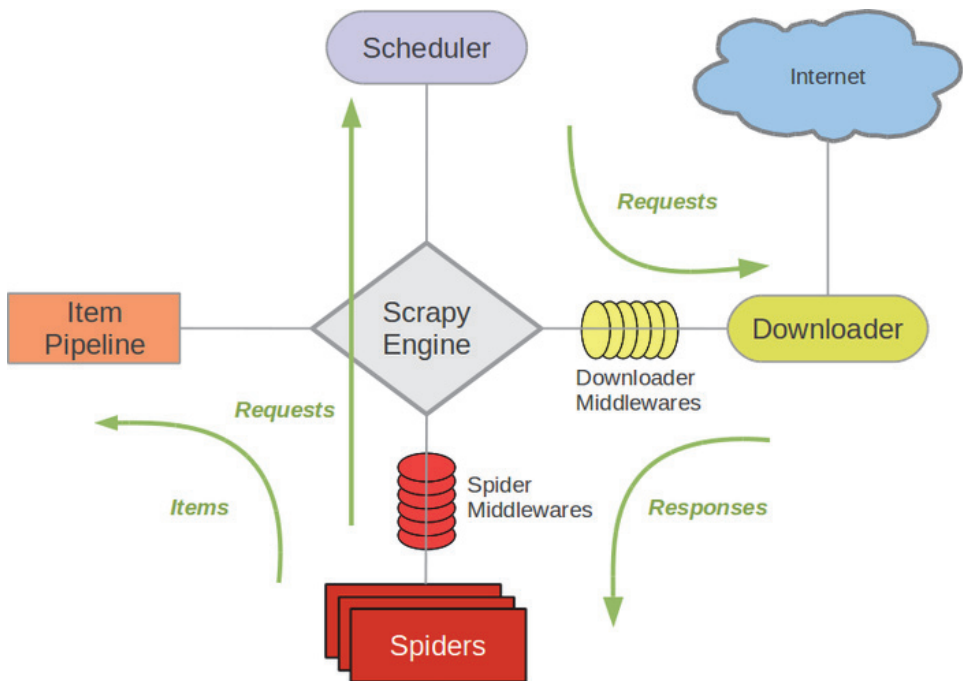 Scheduler
Internet
Requests
Item
Pipeline
Scrapy
Engine
Downloader
Downloader
Middlewares
Requests
Items
Spider
Middlewares
Responses
Spiders